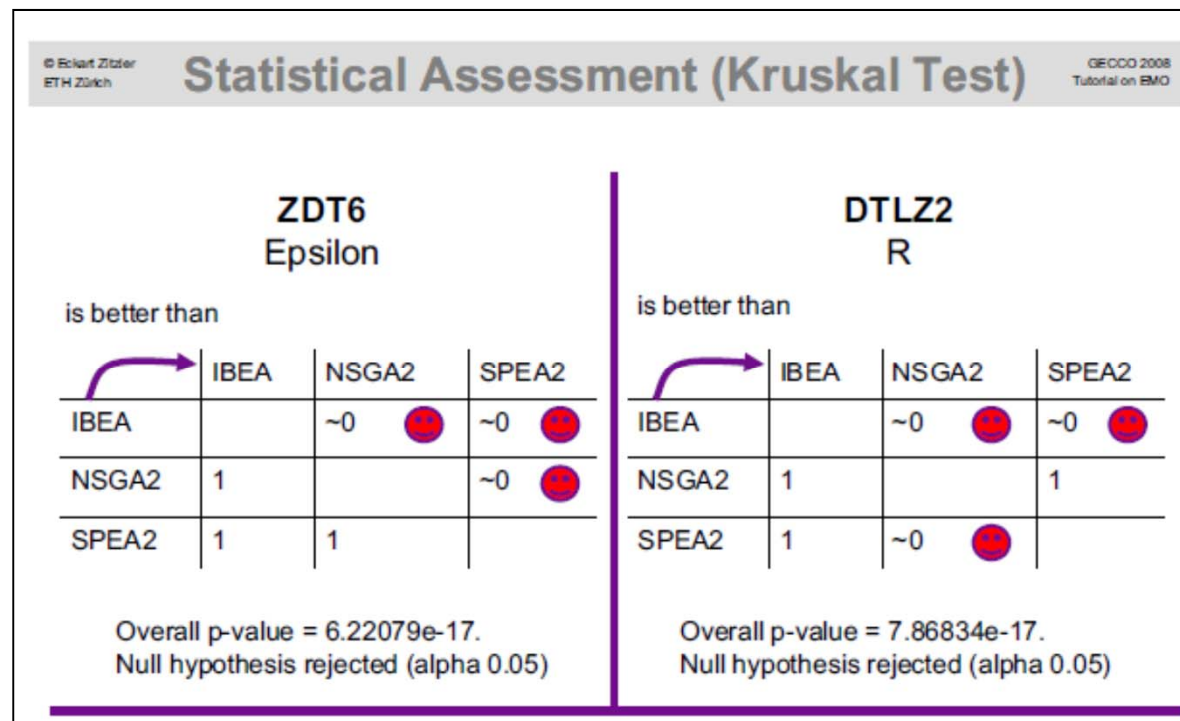 © Eckart Zitzler
ETH Zürich
Statistical Assessment (Kruskal Test)
GECCO 2008
Tutorial on EMO
ZDT6
Epsilon
is better than
IBEA NSGA2 SPEA2
IBEA ~0 ~0
NSGA2 1 ~0
SPEA2 1 1
Overall p-value = 6.22079e-17.
Null hypothesis rejected (alpha 0.05)
DTLZ2
R
is better than
IBEA NSGA2 SPEA2
IBEA ~0 ~0
NSGA2 1 1
SPEA2 1 ~0
Overall p-value = 7.86834e-17.
Null hypothesis rejected (alpha 0.05)